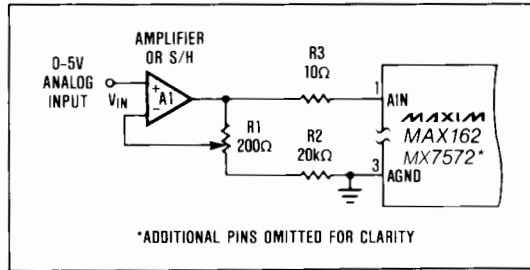 AMPLIFIER
OR S/H
0-5V
ANALOG
INPUT
VIN
+
A1
−
R1
200Ω
R3
10Ω
R2
20kΩ
1
AIN
MAXIM
MAX162
MX7572*
3
AGND
*ADDITIONAL PINS OMITTED FOR CLARITY